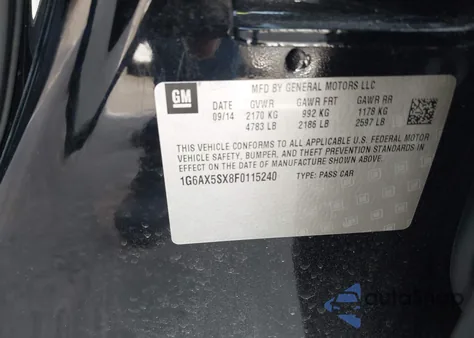 MFD BY GENERAL MOTORS LLC
GM
DATE GVWR GAWR FRT GAWR RR
09/14 2170 KG 992 KG 1178 KG
4783 LB 2186 LB 2597 LB
THIS VEHICLE CONFORMS TO ALL APPLICABLE U.S. FEDERAL MOTOR
VEHICLE SAFETY, BUMPER, AND THEFT PREVENTION STANDARDS IN
EFFECT ON THE DATE OF MANUFACTURE SHOWN ABOVE.
1G6AX5SX8F0115240 TYPE: PASS CAR